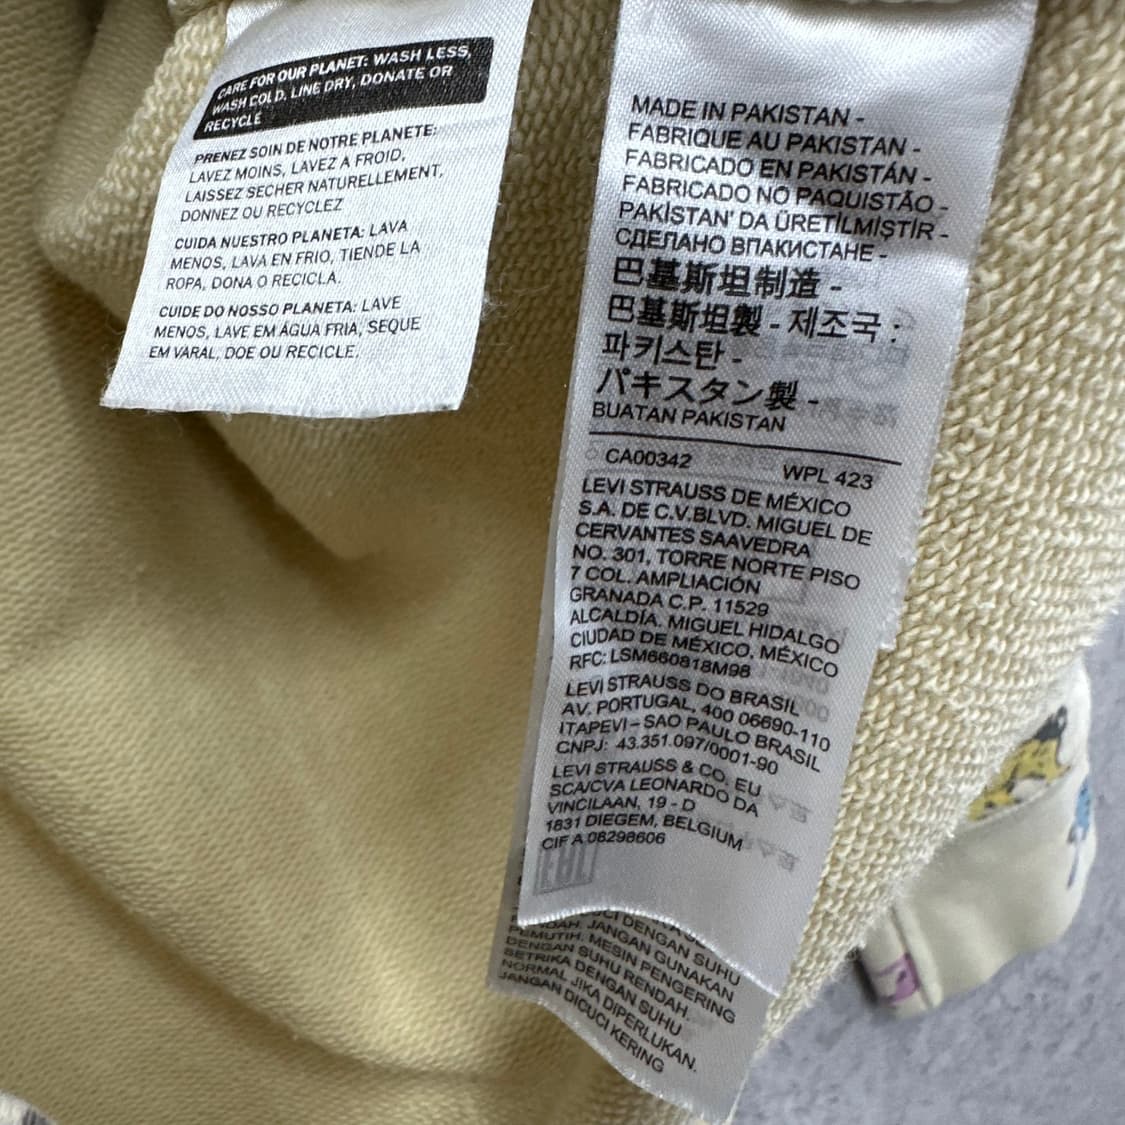 CARE FOR OUR PLANET: WASH LESS,
WASH COLD, LINE DRY, DONATE OR
RECYCLE
PRENEZ SOIN DE NOTRE PLANETE:
LAVEZ MOINS, LAVEZ A FROID,
LAISSEZ SECHER NATURELLEMENT,
DONNEZ OU RECYCLEZ
CUIDA NUESTRO PLANETA: LAVA
MENOS, LAVA EN FRIO, TIENDE LA
ROPA, DONA O RECICLA.
CUIDE DO NOSSO PLANETA: LAVE
MENOS, LAVE EM ÁGUA FRIA, SEQUE
EM VARAL, DOE OU RECICLE.
MADE IN PAKISTAN -
FABRIQUE AU PAKISTAN -
FABRICADO EN PAKISTÁN -
FABRICADO NO PAQUISTÃO -
PAKİSTAN' DA ÜRETİLMİŞTİR -
СДЕЛАНО ВПАКИСТАНЕ -
巴基斯坦制造 -
巴基斯坦製 - 제조국 :
파키스탄 -
パキスタン製 -
BUATAN PAKISTAN
CA00342 WPL 423
LEVI STRAUSS DE MÉXICO
S.A. DE C.V.BLVD. MIGUEL DE
CERVANTES SAAVEDRA
NO. 301, TORRE NORTE PISO
7 COL. AMPLIACIÓN
GRANADA C.P. 11529
ALCALDÍA. MIGUEL HIDALGO
CIUDAD DE MÉXICO. MÉXICO
RFC: LSM660818M98
LEVI STRAUSS DO BRASIL
AV. PORTUGAL, 400 06690-110
ITAPEVI – SAO PAULO BRASIL
CNPJ: 43.351.097/0001-90
LEVI STRAUSS & CO. EU
SCA/CVA LEONARDO DA
VINCILAAN, 19 - D
1831 DIEGEM, BELGIUM
CIF A 08298606
DENGAN SUHU
JANGAN GUNAKAN
PEMUTIH. MESIN PENGERING
DENGAN SUHU RENDAH.
SETRIKA DENGAN SUHU
NORMAL JIKA DIPERLUKAN.
JANGAN DICUCI KERING